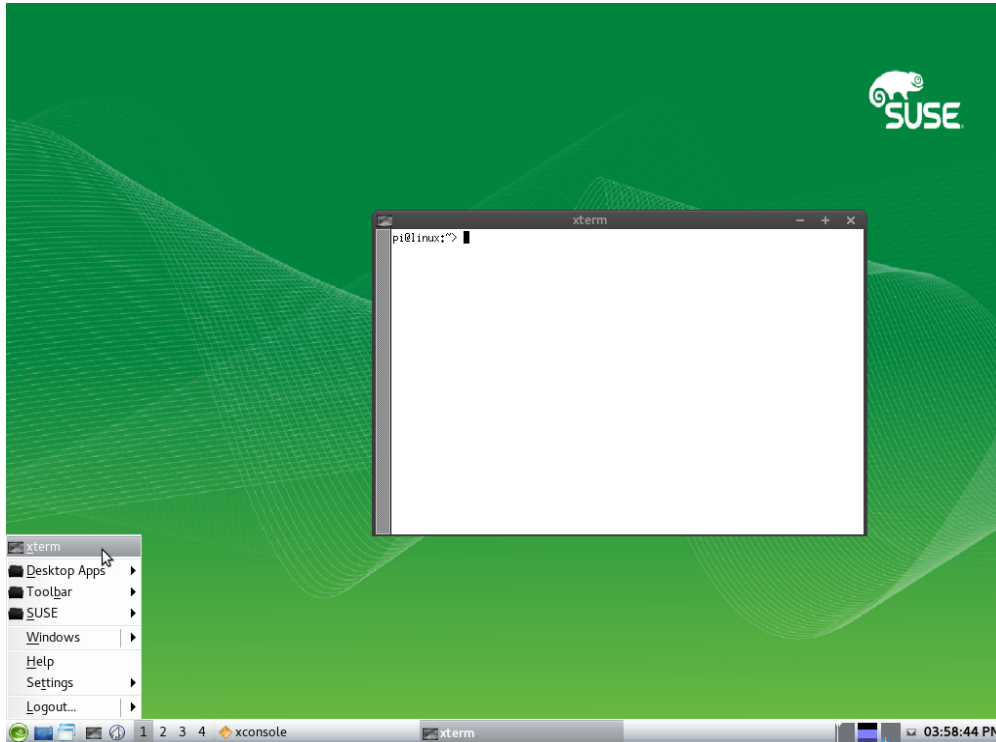 SUSE
xterm
pi@linux:~>
xterm
Desktop Apps
Toolbar
SUSE
Windows
Help
Settings
Logout...
1 2 3 4 xconsole xterm 03:58:44 PM